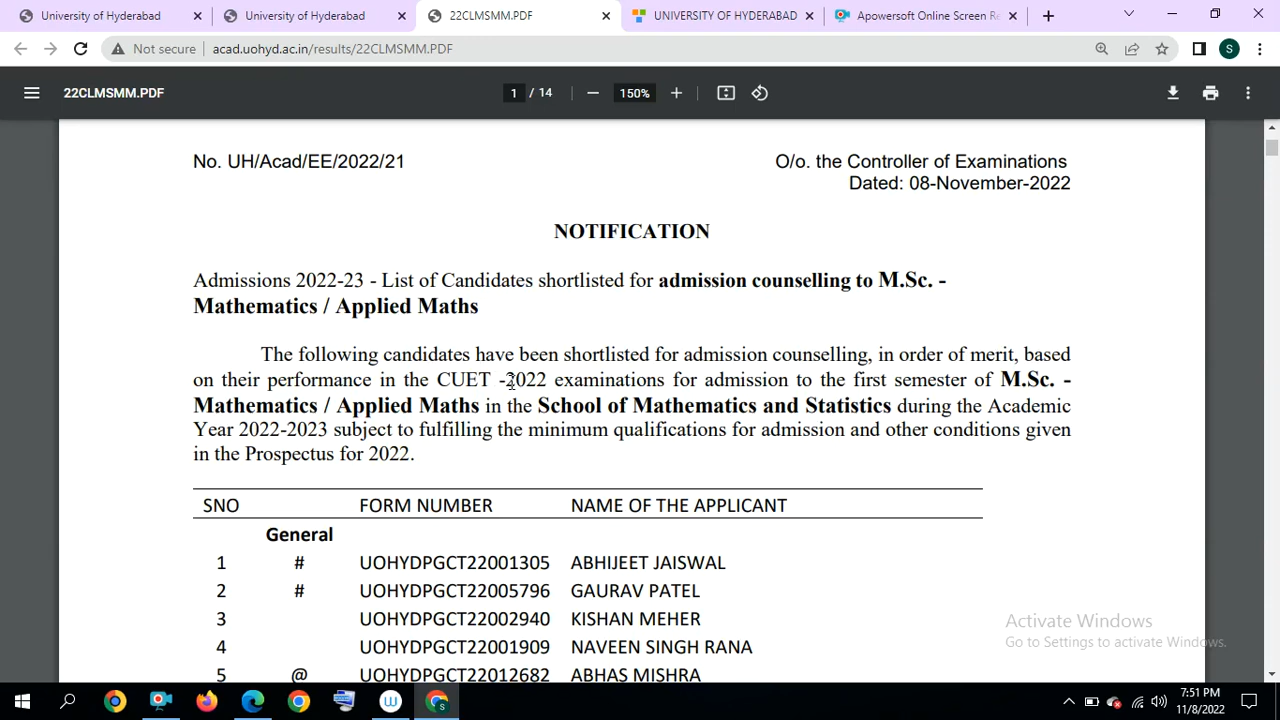 University of Hyderabad
University of Hyderabad
22CLMSMM.PDF
UNIVERSITY OF HYDERABAD
Apowersoft Online Screen Re
Not secure
acad.uohyd.ac.in/results/22CLMSMM.PDF
S
22CLMSMM.PDF
1 / 14
150%
No. UH/Acad/EE/2022/21
O/o. the Controller of Examinations
Dated: 08-November-2022
NOTIFICATION
Admissions 2022-23 - List of Candidates shortlisted for admission counselling to M.Sc. -
Mathematics / Applied Maths
The following candidates have been shortlisted for admission counselling, in order of merit, based
on their performance in the CUET -2022 examinations for admission to the first semester of M.Sc. -
Mathematics / Applied Maths in the School of Mathematics and Statistics during the Academic
Year 2022-2023 subject to fulfilling the minimum qualifications for admission and other conditions given
in the Prospectus for 2022.
SNO FORM NUMBER NAME OF THE APPLICANT
General
1 # UOHYDPGCT22001305 ABHIJEET JAISWAL
2 # UOHYDPGCT22005796 GAURAV PATEL
3 UOHYDPGCT22002940 KISHAN MEHER
4 UOHYDPGCT22001909 NAVEEN SINGH RANA
5 @ UOHYDPGCT22012682 ABHAS MISHRA
Activate Windows
Go to Settings to activate Windows.
7:51 PM
11/8/2022